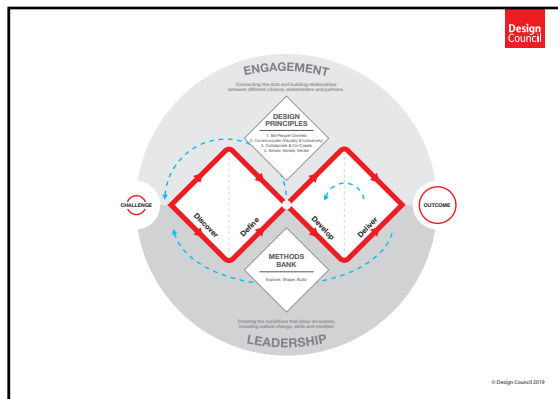 Design
Council
ENGAGEMENT
Connecting the dots and building relationships
between different citizens, stakeholders and partners.
DESIGN
PRINCIPLES
1. Be People Centred
2. Communicate (Visually & Inclusively)
3. Collaborate & Co-Create
4. Iterate, Iterate, Iterate
CHALLENGE
OUTCOME
Discover
Define
Develop
Deliver
METHODS
BANK
Explore, Shape, Build
Creating the conditions that allow innovation,
including culture change, skills and mindset.
LEADERSHIP
© Design Council 2019